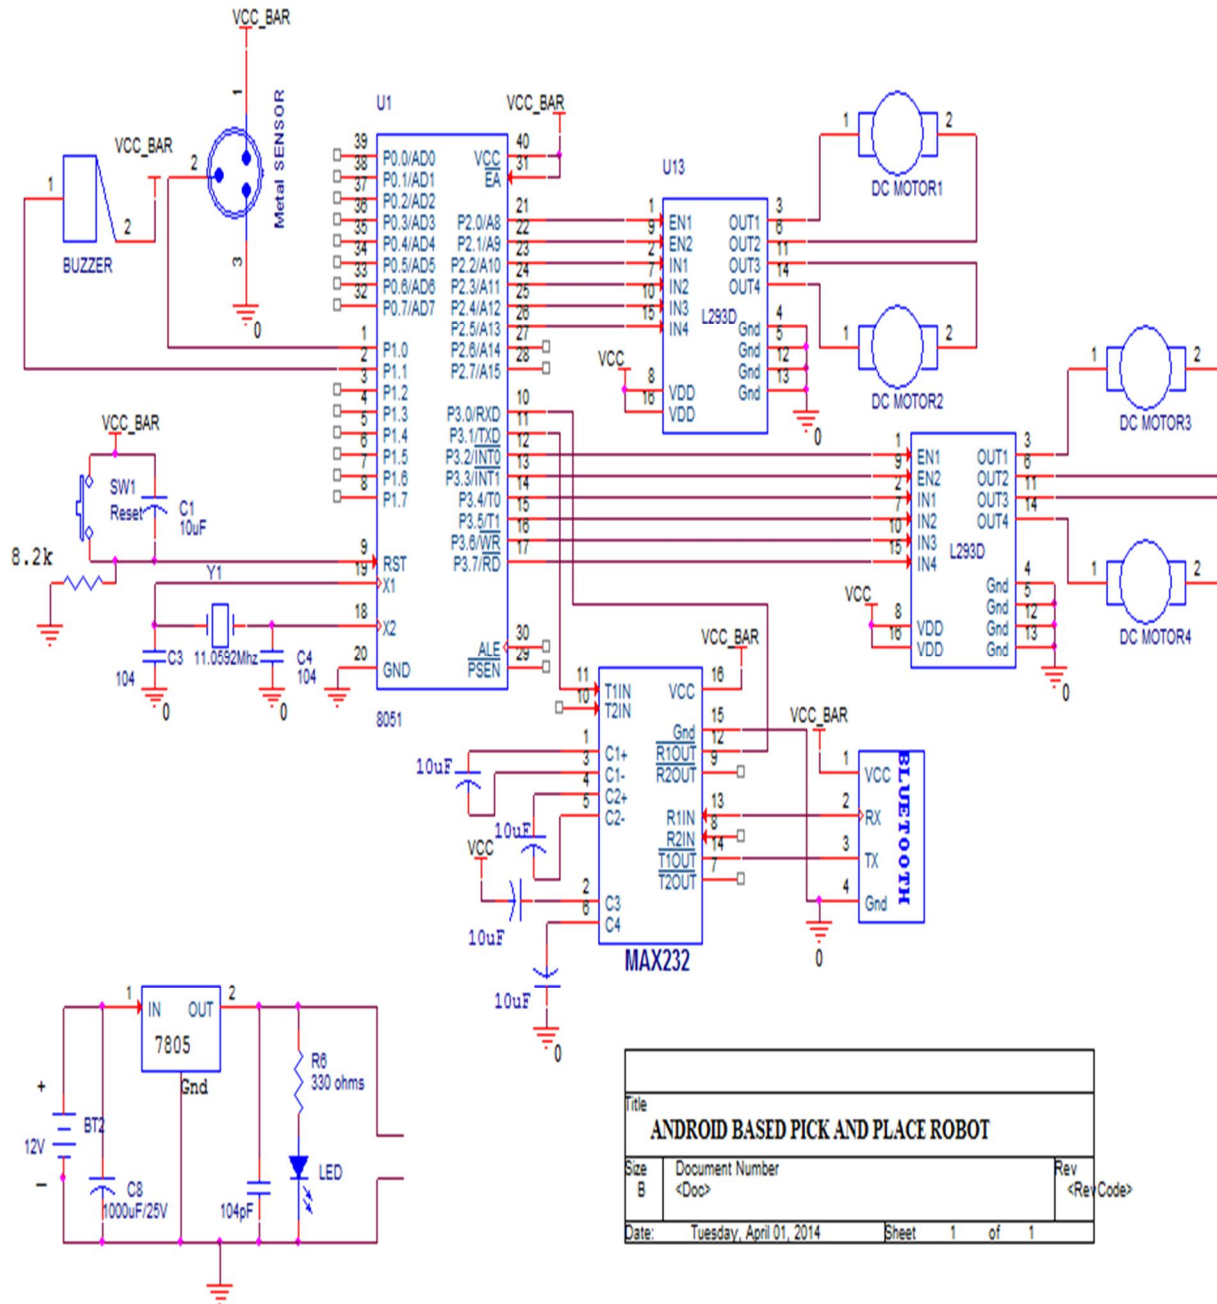 VCC_BAR
1
Metal SENSOR
2
3
0
VCC_BAR
1
2
BUZZER
U1
VCC_BAR
39 P0.0/AD0
38 P0.1/AD1
37 P0.2/AD2
36 P0.3/AD3
35 P0.4/AD4
34 P0.5/AD5
33 P0.6/AD6
32 P0.7/AD7
1 P1.0
2 P1.1
3 P1.2
4 P1.3
5 P1.4
6 P1.5
7 P1.6
8 P1.7
9 RST
19 X1
18 X2
20 GND
VCC 40
EA 31
P2.0/A8 21
P2.1/A9 22
P2.2/A10 23
P2.3/A11 24
P2.4/A12 25
P2.5/A13 26
P2.6/A14 27
P2.7/A15 28
P3.0/RXD 10
P3.1/TXD 11
P3.2/INT0 12
P3.3/INT1 13
P3.4/T0 14
P3.5/T1 15
P3.6/WR 16
P3.7/RD 17
ALE 30
PSEN 29
8051
VCC_BAR
SW1
Reset
C1
10uF
8.2k
Y1
11.0592Mhz
C3
104
0
C4
104
0
U13
1 EN1
9 EN2
2 IN1
7 IN2
10 IN3
15 IN4
L293D
VCC
8 VDD
16 VDD
OUT1 3
OUT2 6
OUT3 11
OUT4 14
Gnd 4
Gnd 5
Gnd 12
Gnd 13
0
1 2
DC MOTOR1
1 2
DC MOTOR2
1 EN1
9 EN2
2 IN1
7 IN2
10 IN3
15 IN4
L293D
VCC
8 VDD
16 VDD
OUT1 3
OUT2 6
OUT3 11
OUT4 14
Gnd 4
Gnd 5
Gnd 12
Gnd 13
0
1 2
DC MOTOR3
1 2
DC MOTOR4
VCC_BAR
11 T1IN
10 T2IN
1 C1+
3 C1-
4 C2+
5 C2-
2 C3
6 C4
VCC 16
Gnd 15
R1OUT 12
R2OUT 9
R1IN 13
R2IN 8
T1OUT 14
T2OUT 7
MAX232
10uF
10uF
VCC
10uF
10uF
0
VCC_BAR
1 VCC
2 RX
3 TX
4 Gnd
BLUETOOTH
0
1 IN OUT 2
7805
Gnd
+
BT2
12V
–
C8
1000uF/25V
104pF
R6
330 ohms
LED
Title
ANDROID BASED PICK AND PLACE ROBOT
Size Document Number Rev
B <Doc> <RevCode>
Date: Tuesday, April 01, 2014 Sheet 1 of 1